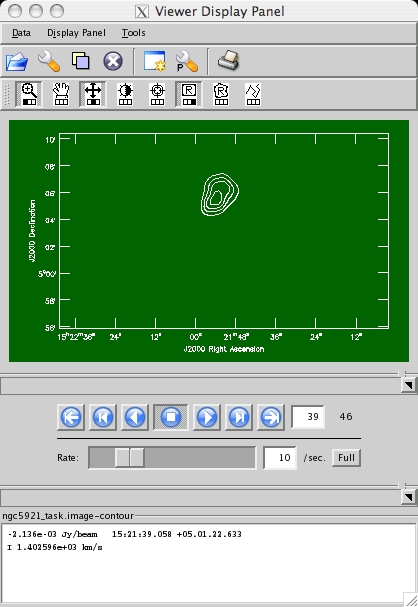 Viewer Display Panel
Data Display Panel Tools
P
R R
10'
08'
06'
04'
02'
5°00'
58'
56'
J2000 Declination
15ʰ22ᵐ36ˢ 24ˢ 12ˢ 00ˢ 21ᵐ48ˢ 36ˢ 24ˢ 12ˢ
J2000 Right Ascension
39 46
Rate: 10 /sec. Full
ngc5921_task.image-contour
-2.136e-03 Jy/beam 15:21:39.058 +05.01.22.633
I 1.402596e+03 km/s